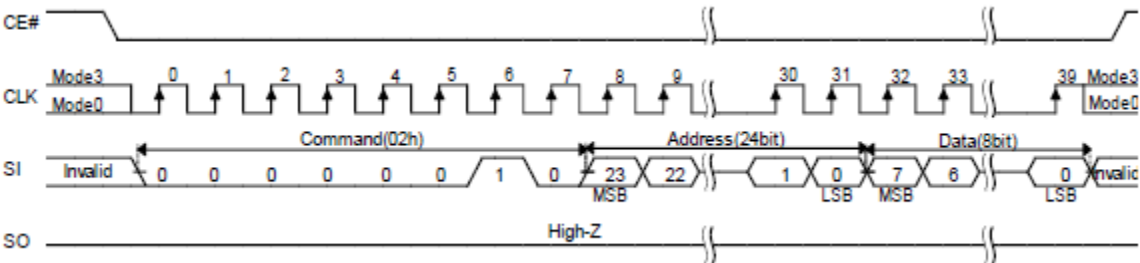 CE#
Mode3 0 1 2 3 4 5 6 7 8 9 30 31 32 33 39 Mode3
CLK Mode0 Mode0
Command(02h) Address(24bit) Data(8bit)
SI Invalid 0 0 0 0 0 0 1 0 23 22 1 0 7 6 0 Invalid
MSB LSB MSB LSB
High-Z
SO